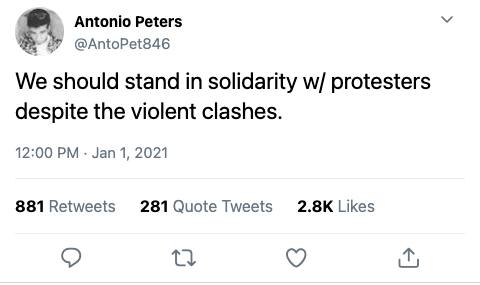 Antonio Peters
@AntoPet846
We should stand in solidarity w/ protesters
despite the violent clashes.
12:00 PM · Jan 1, 2021
881 Retweets 281 Quote Tweets 2.8K Likes